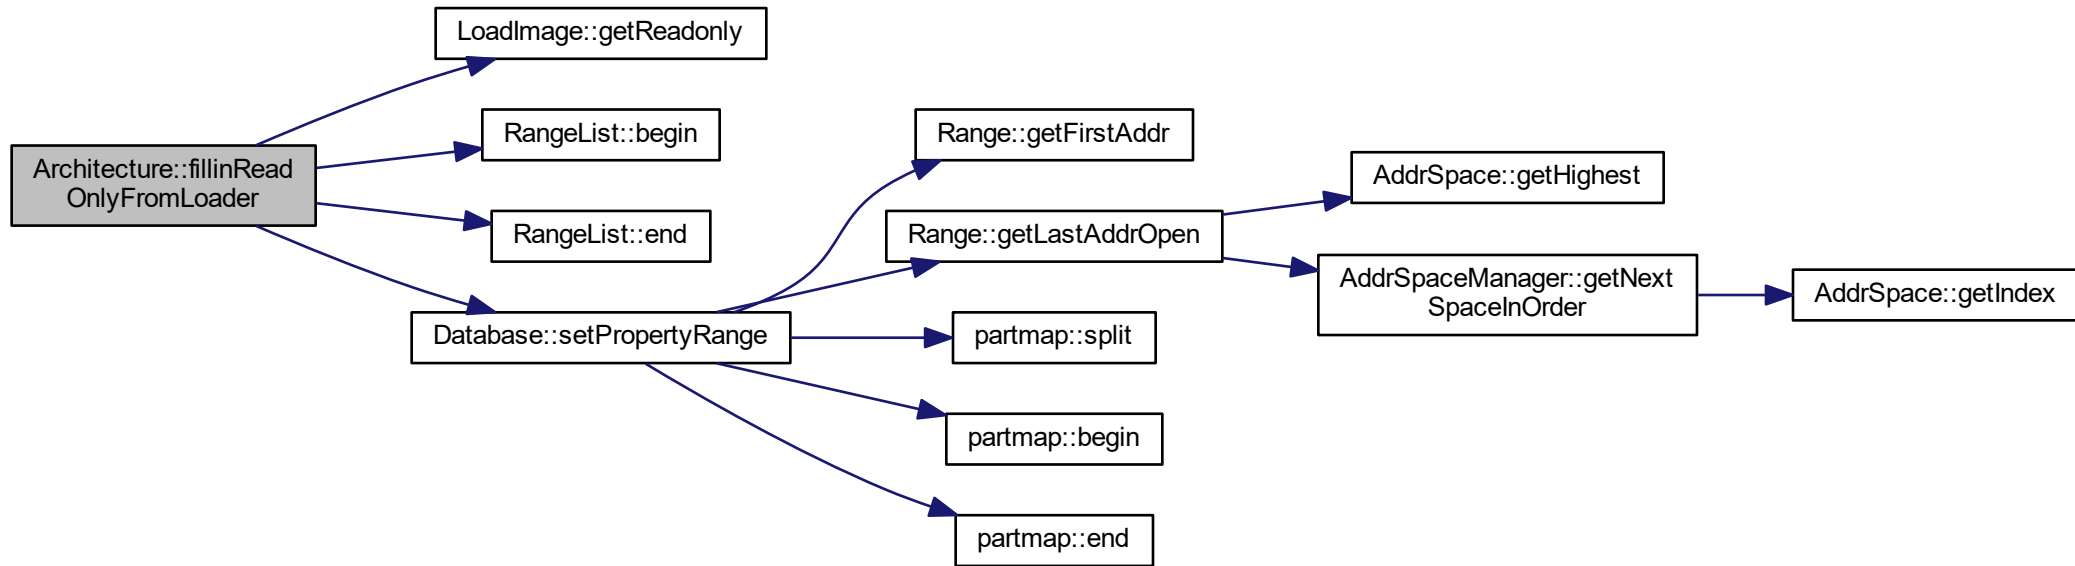 LoadImage::getReadonly
RangeList::begin
Range::getFirstAddr
Architecture::fillinRead
OnlyFromLoader
AddrSpace::getHighest
RangeList::end
Range::getLastAddrOpen
AddrSpaceManager::getNext
SpaceInOrder
AddrSpace::getIndex
Database::setPropertyRange
partmap::split
partmap::begin
partmap::end